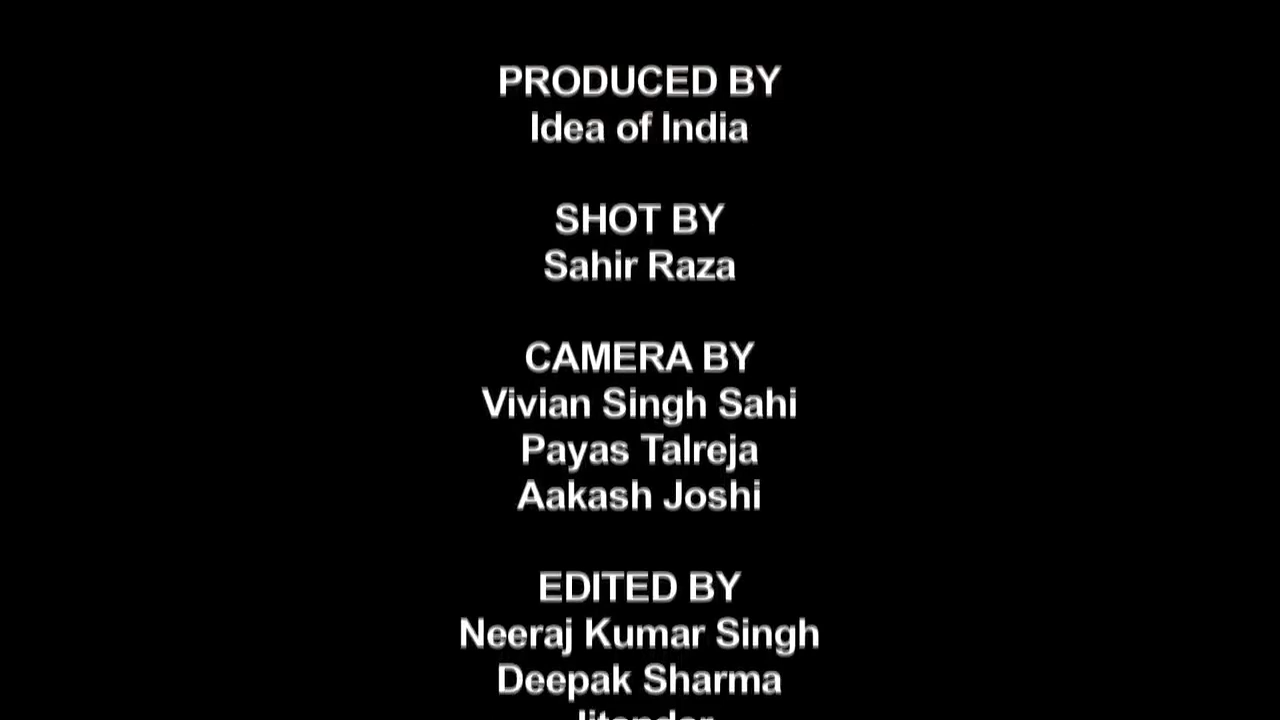 PRODUCED BY
Idea of India
SHOT BY
Sahir Raza
CAMERA BY
Vivian Singh Sahi
Payas Talreja
Aakash Joshi
EDITED BY
Neeraj Kumar Singh
Deepak Sharma